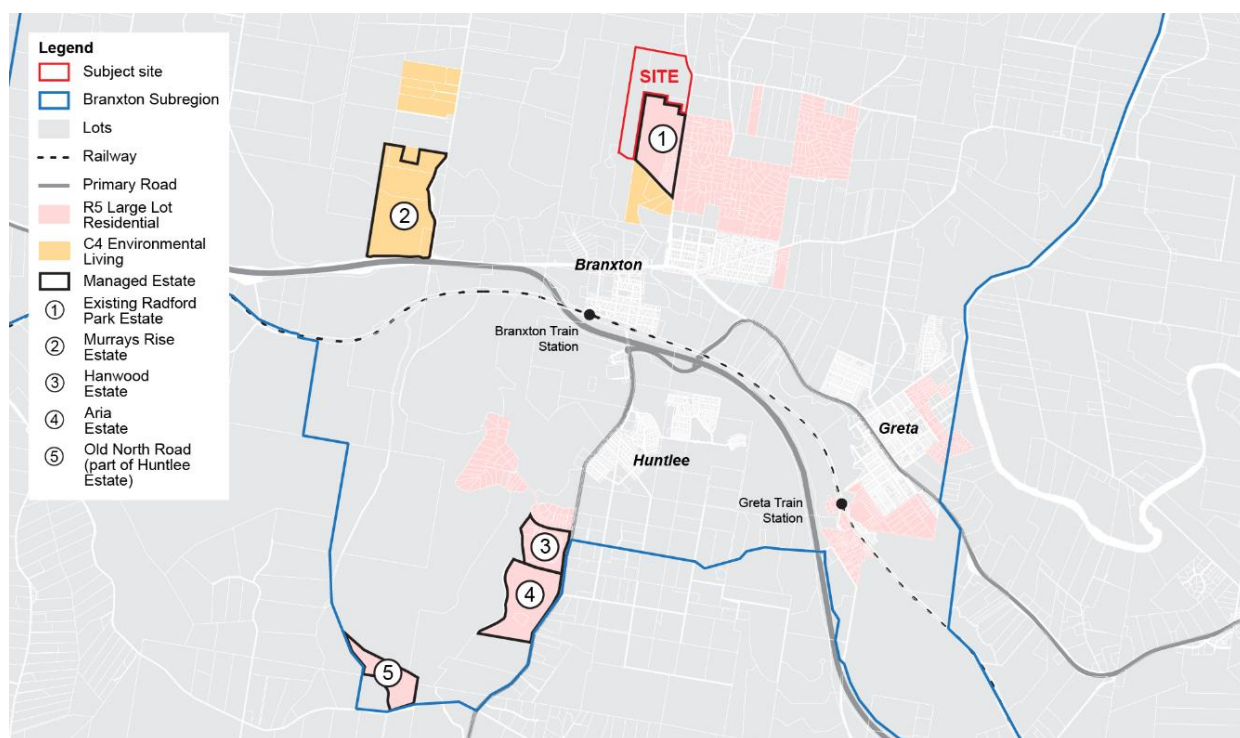 Legend
Subject site
Branxton Subregion
Lots
Railway
Primary Road
R5 Large Lot
Residential
C4 Environmental
Living
Managed Estate
1 Existing Radford
Park Estate
2 Murrays Rise
Estate
3 Hanwood
Estate
4 Aria
Estate
5 Old North Road
(part of Huntlee
Estate)
SITE
1
2
Branxton
Branxton Train
Station
Greta
Huntlee
Greta Train
Station
3
4
5